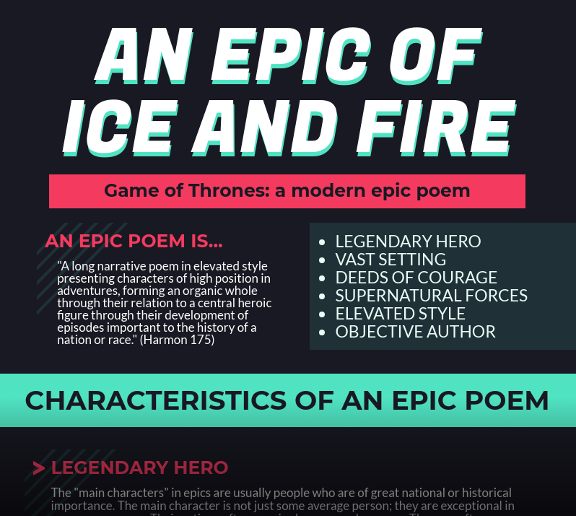 AN EPIC OF
ICE AND FIRE
Game of Thrones: a modern epic poem
AN EPIC POEM IS...
"A long narrative poem in elevated style
presenting characters of high position in
adventures, forming an organic whole
through their relation to a central heroic
figure through their development of
episodes important to the history of a
nation or race." (Harmon 175)
• LEGENDARY HERO
• VAST SETTING
• DEEDS OF COURAGE
• SUPERNATURAL FORCES
• ELEVATED STYLE
• OBJECTIVE AUTHOR
CHARACTERISTICS OF AN EPIC POEM
> LEGENDARY HERO
The "main characters" in epics are usually people who are of great national or historical
importance. The main character is not just some average person; they are exceptional in